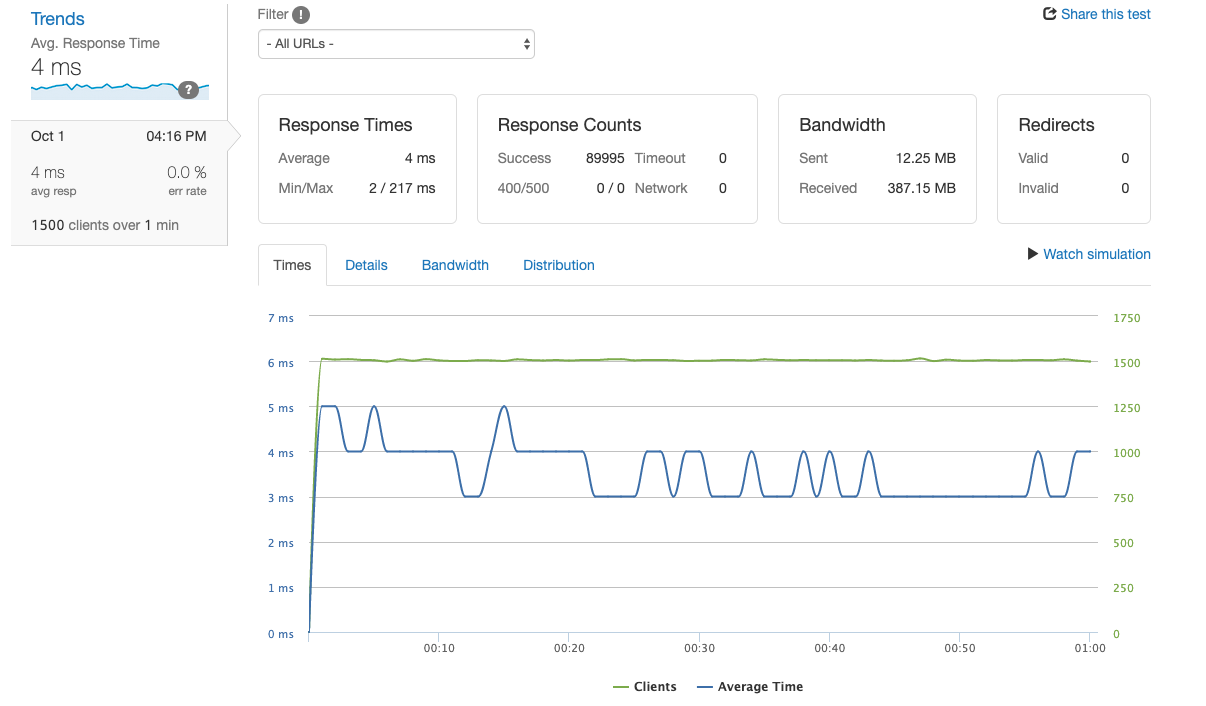 Trends
Avg. Response Time
4 ms
?
Oct 1 04:16 PM
4 ms 0.0 %
avg resp err rate
1500 clients over 1 min
Filter !
- All URLs -
Share this test
Response Times
Average 4 ms
Min/Max 2 / 217 ms
Response Counts
Success 89995 Timeout 0
400/500 0 / 0 Network 0
Bandwidth
Sent 12.25 MB
Received 387.15 MB
Redirects
Valid 0
Invalid 0
Times Details Bandwidth Distribution
Watch simulation
7 ms 1750
6 ms 1500
5 ms 1250
4 ms 1000
3 ms 750
2 ms 500
1 ms 250
0 ms 0
00:10 00:20 00:30 00:40 00:50 01:00
Clients Average Time